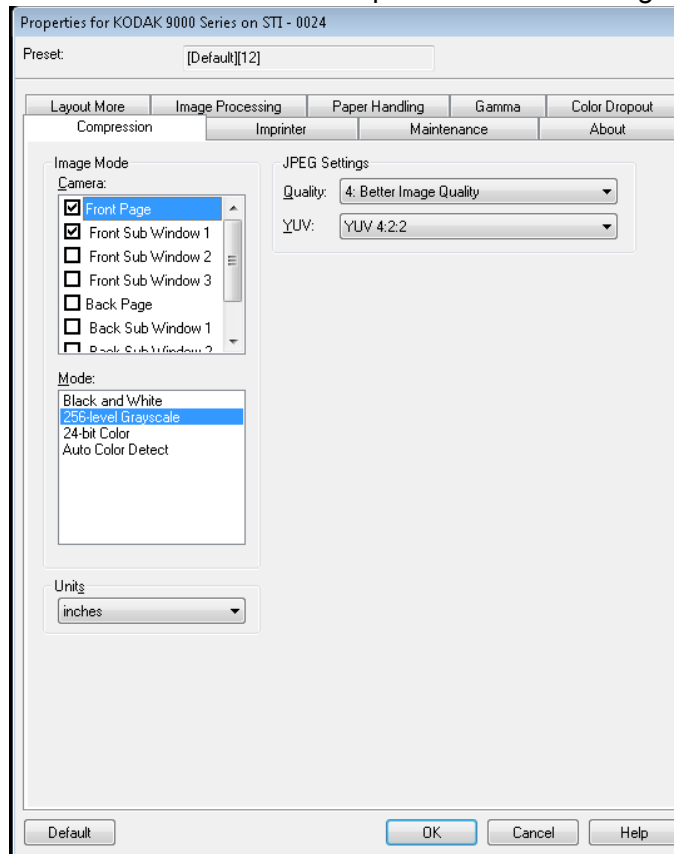 Properties for KODAK 9000 Series on STI - 0024
Preset: [Default][12]
Layout More Image Processing Paper Handling Gamma Color Dropout
Compression Imprinter Maintenance About
Image Mode
Camera:
Front Page
Front Sub Window 1
Front Sub Window 2
Front Sub Window 3
Back Page
Back Sub Window 1
Back Sub Window 2
Mode:
Black and White
256-level Grayscale
24-bit Color
Auto Color Detect
Units
inches
JPEG Settings
Quality: 4: Better Image Quality
YUV: YUV 4:2:2
Default OK Cancel Help